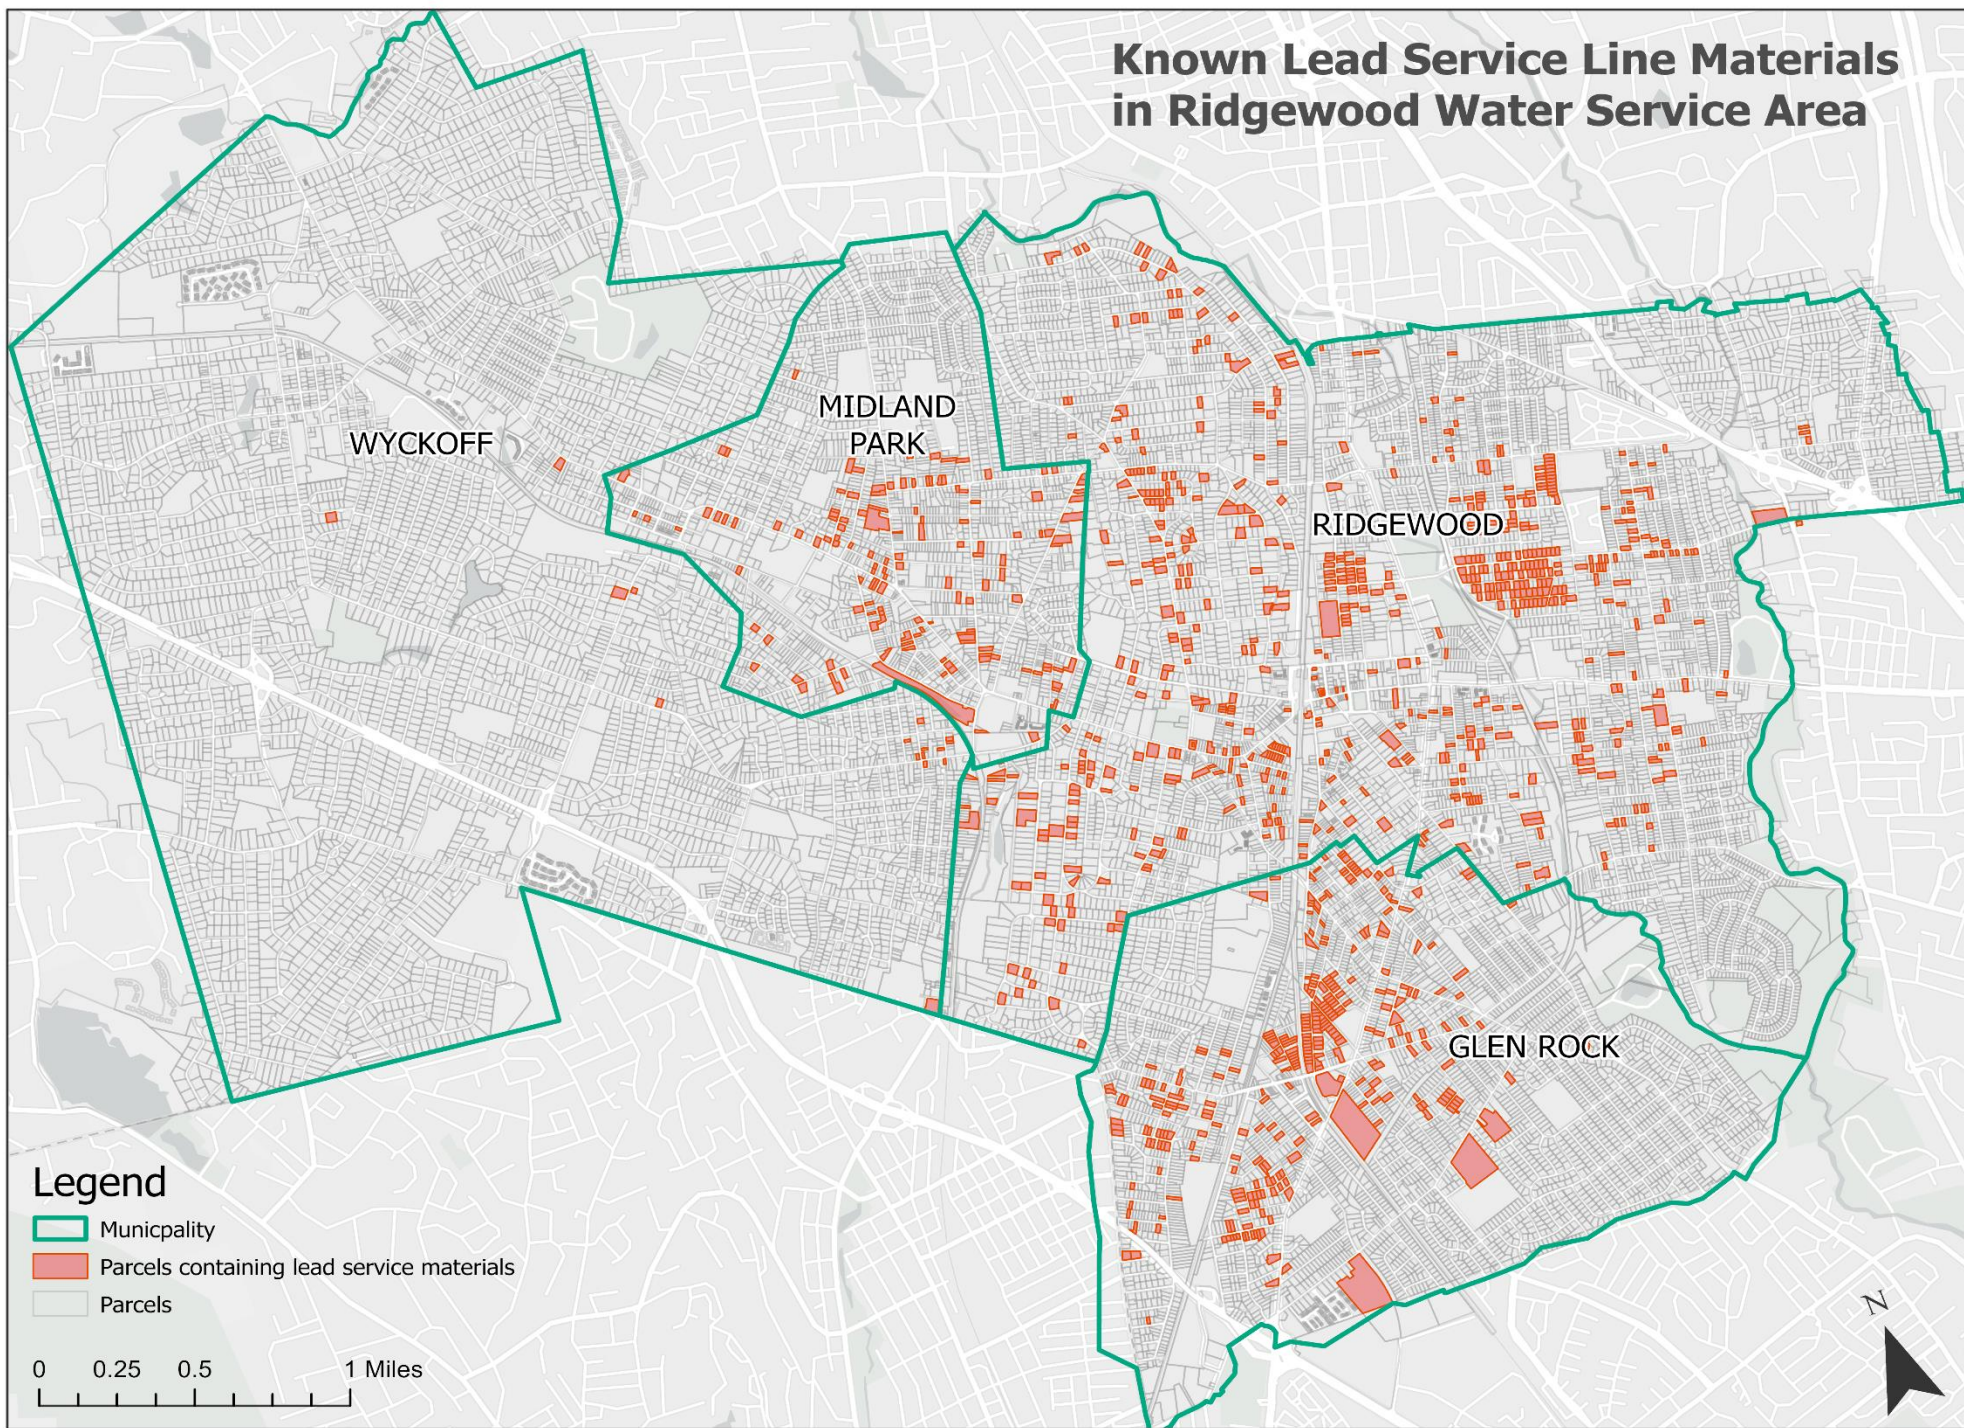 Known Lead Service Line Materials
in Ridgewood Water Service Area
MIDLAND
PARK
WYCKOFF
RIDGEWOOD
GLEN ROCK
Legend
Municpality
Parcels containing lead service materials
Parcels
0 0.25 0.5 1 Miles
N